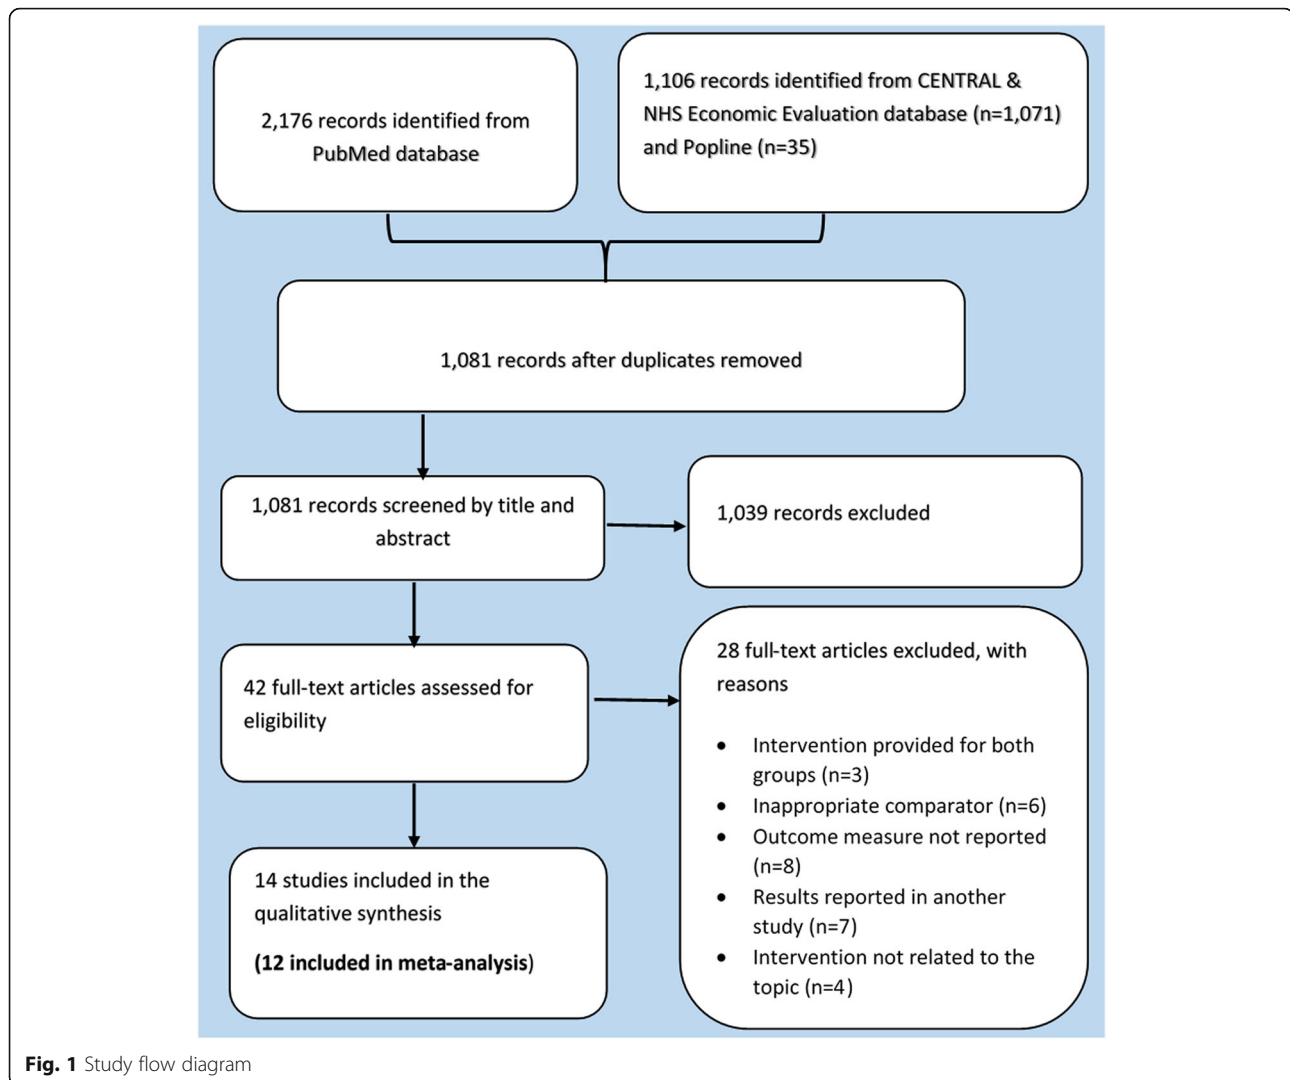 2,176 records identified from
PubMed database
1,106 records identified from CENTRAL &
NHS Economic Evaluation database (n=1,071)
and Popline (n=35)
1,081 records after duplicates removed
1,081 records screened by title and
abstract
1,039 records excluded
42 full-text articles assessed for
eligibility
28 full-text articles excluded, with
reasons
• Intervention provided for both
groups (n=3)
• Inappropriate comparator (n=6)
• Outcome measure not reported
(n=8)
• Results reported in another
study (n=7)
• Intervention not related to the
topic (n=4)
14 studies included in the
qualitative synthesis
(12 included in meta-analysis)
Fig. 1 Study flow diagram